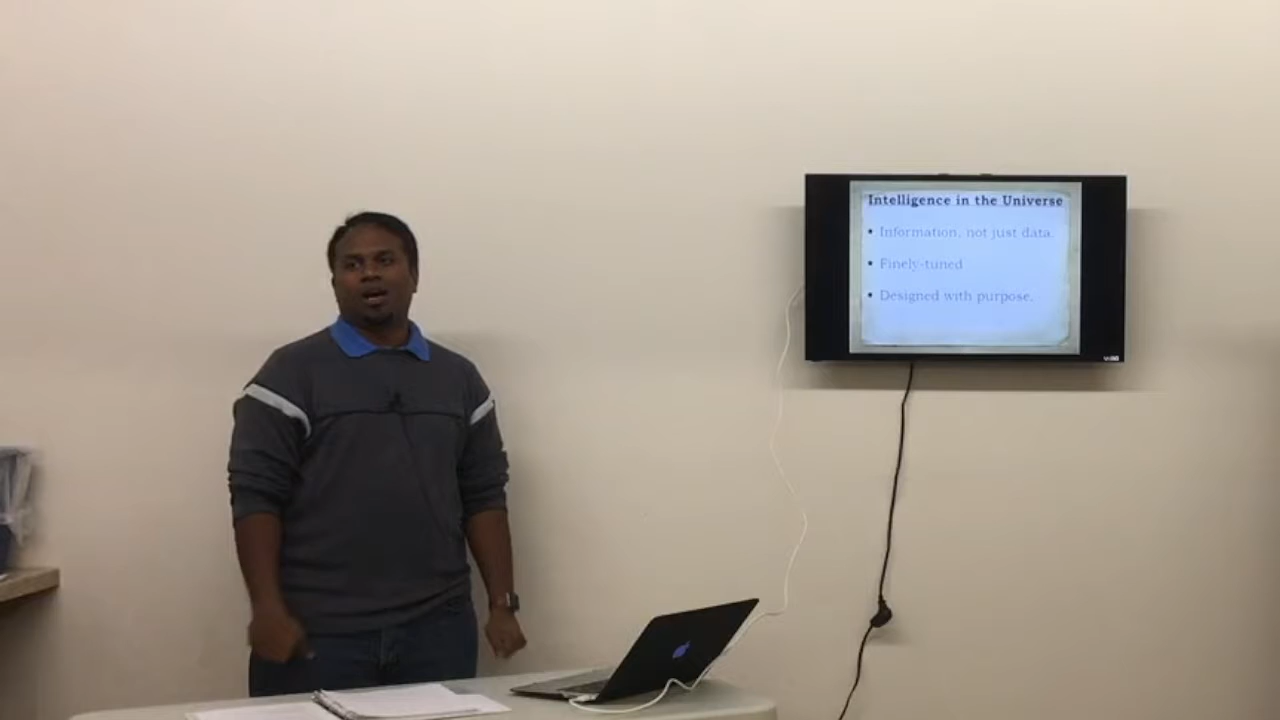 Intelligence in the Universe
• Information, not just data.
• Finely-tuned
• Designed with purpose.